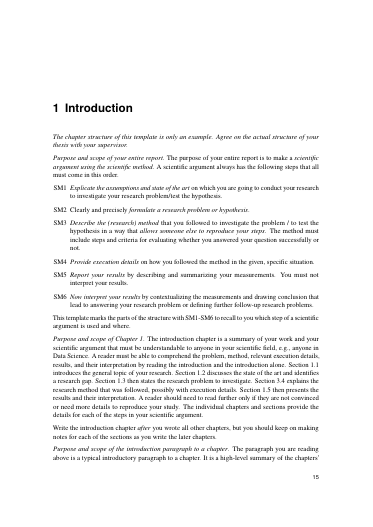 1 Introduction
The chapter structure of this template is only an example. Agree on the actual structure of your
thesis with your supervisor.
Purpose and scope of your entire report. The purpose of your entire report is to make a scientific
argument using the scientific method. A scientific argument always has the following steps that all
must come in this order.
SM1 Explicate the assumptions and state of the art on which you are going to conduct your research
to investigate your research problem/test the hypothesis.
SM2 Clearly and precisely formulate a research problem or hypothesis.
SM3 Describe the (research) method that you followed to investigate the problem / to test the
hypothesis in a way that allows someone else to reproduce your steps. The method must
include steps and criteria for evaluating whether you answered your question successfully or
not.
SM4 Provide execution details on how you followed the method in the given, specific situation.
SM5 Report your results by describing and summarizing your measurements. You must not
interpret your results.
SM6 Now interpret your results by contextualizing the measurements and drawing conclusion that
lead to answering your research problem or defining further follow-up research problems.
This template marks the parts of the structure with SM1-SM6 to recall to you which step of a scientific
argument is used and where.
Purpose and scope of Chapter 1. The introduction chapter is a summary of your work and your
scientific argument that must be understandable to anyone in your scientific field, e.g., anyone in
Data Science. A reader must be able to comprehend the problem, method, relevant execution details,
results, and their interpretation by reading the introduction and the introduction alone. Section 1.1
introduces the general topic of your research. Section 1.2 discusses the state of the art and identifies
a research gap. Section 1.3 then states the research problem to investigate. Section 3.4 explains the
research method that was followed, possibly with execution details. Section 1.5 then presents the
results and their interpretation. A reader should need to read further only if they are not convinced
or need more details to reproduce your study. The individual chapters and sections provide the
details for each of the steps in your scientific argument.
Write the introduction chapter after you wrote all other chapters, but you should keep on making
notes for each of the sections as you write the later chapters.
Purpose and scope of the introduction paragraph to a chapter. The paragraph you are reading
above is a typical introductory paragraph to a chapter. It is a high-level summary of the chapters'
15